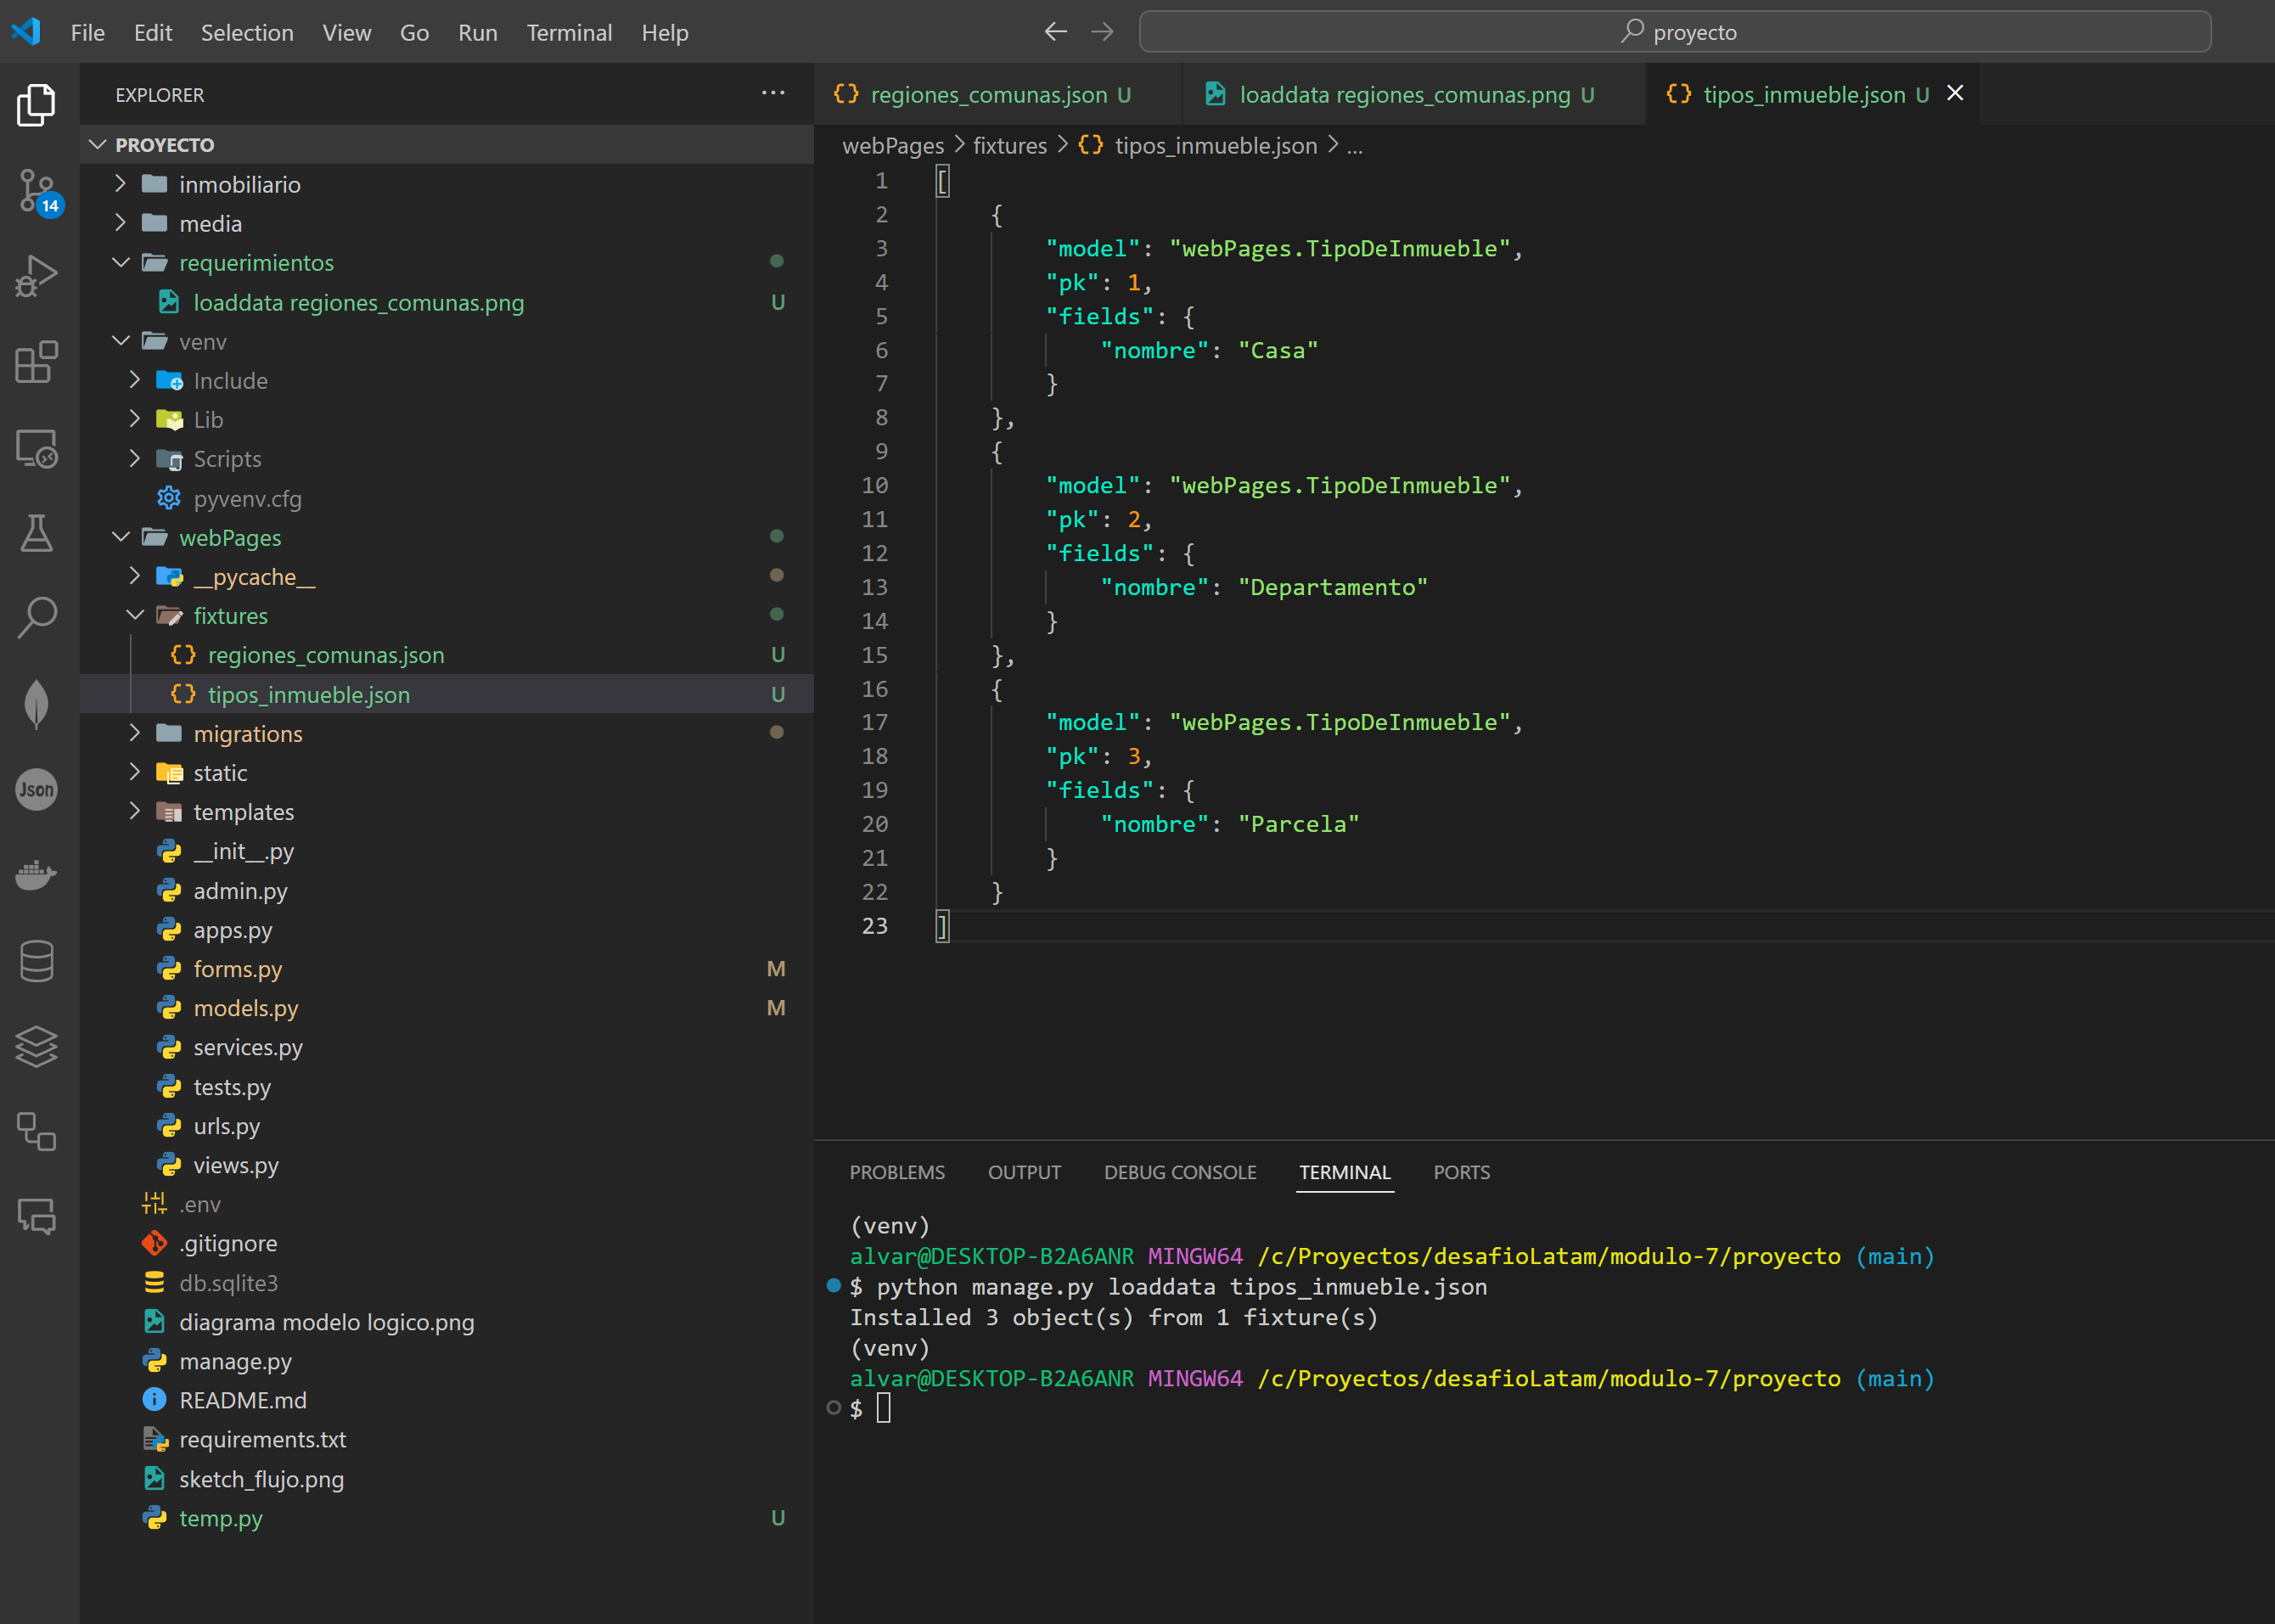 File Edit Selection View Go Run Terminal Help
proyecto
EXPLORER
PROYECTO
inmobiliario
media
requerimientos
loaddata regiones_comunas.png U
venv
Include
Lib
Scripts
pyvenv.cfg
webPages
__pycache__
fixtures
regiones_comunas.json U
tipos_inmueble.json U
migrations
static
templates
__init__.py
admin.py
apps.py
forms.py M
models.py M
services.py
tests.py
urls.py
views.py
.env
.gitignore
db.sqlite3
diagrama modelo logico.png
manage.py
README.md
requirements.txt
sketch_flujo.png
temp.py U
14
Json
regiones_comunas.json U
loaddata regiones_comunas.png U
tipos_inmueble.json U
webPages > fixtures > {} tipos_inmueble.json > ...
1 [
2 {
3 "model": "webPages.TipoDeInmueble",
4 "pk": 1,
5 "fields": {
6 "nombre": "Casa"
7 }
8 },
9 {
10 "model": "webPages.TipoDeInmueble",
11 "pk": 2,
12 "fields": {
13 "nombre": "Departamento"
14 }
15 },
16 {
17 "model": "webPages.TipoDeInmueble",
18 "pk": 3,
19 "fields": {
20 "nombre": "Parcela"
21 }
22 }
23 ]
PROBLEMS OUTPUT DEBUG CONSOLE TERMINAL PORTS
(venv)
alvar@DESKTOP-B2A6ANR MINGW64 /c/Proyectos/desafioLatam/modulo-7/proyecto (main)
$ python manage.py loaddata tipos_inmueble.json
Installed 3 object(s) from 1 fixture(s)
(venv)
alvar@DESKTOP-B2A6ANR MINGW64 /c/Proyectos/desafioLatam/modulo-7/proyecto (main)
$